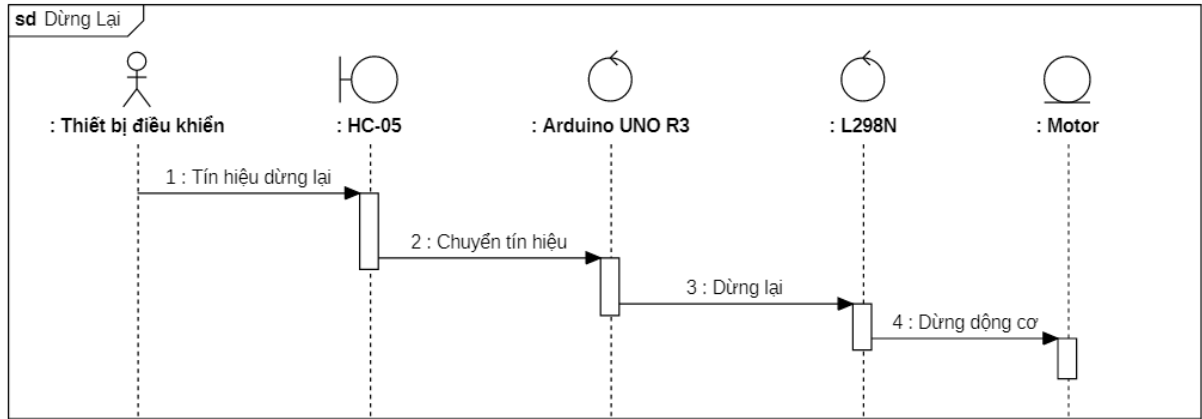 sd Dừng Lại
: Thiết bị điều khiển
: HC-05
: Arduino UNO R3
: L298N
: Motor
1 : Tín hiệu dừng lại
2 : Chuyển tín hiệu
3 : Dừng lại
4 : Dừng dộng cơ